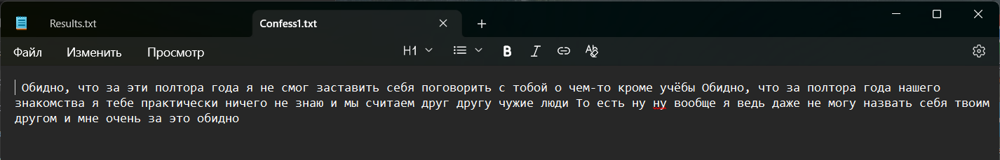 Results.txt
Confess1.txt
Файл Изменить Просмотр H1 B I A
Обидно, что за эти полтора года я не смог заставить себя поговорить с тобой о чем-то кроме учёбы Обидно, что за полтора года нашего
знакомства я тебе практически ничего не знаю и мы считаем друг другу чужие люди То есть ну ну вообще я ведь даже не могу назвать себя твоим
другом и мне очень за это обидно